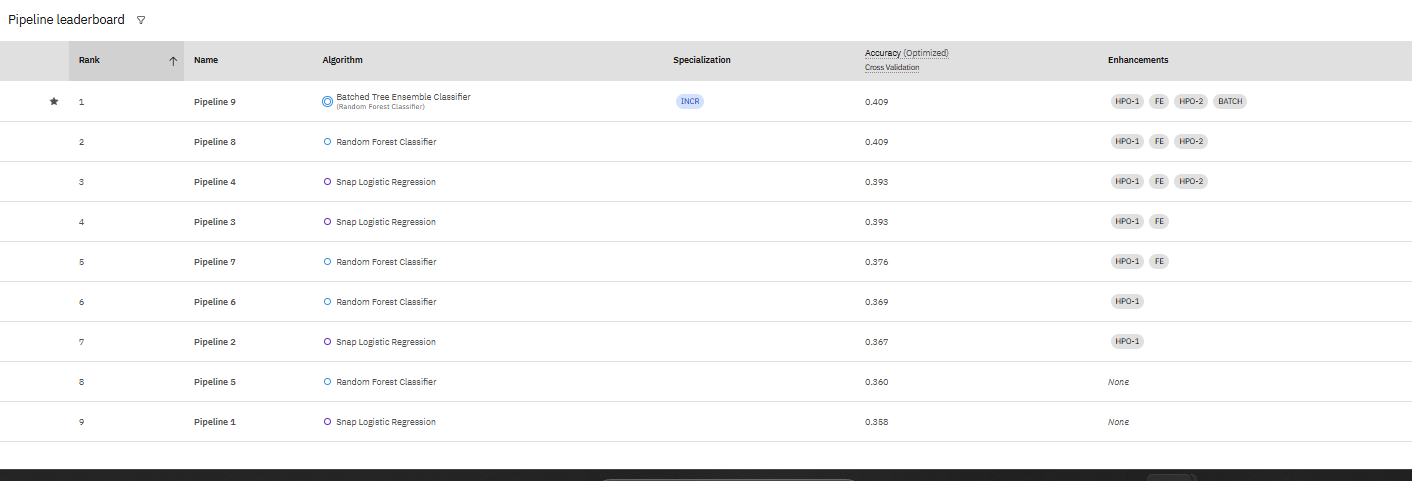 Pipeline leaderboard
Rank Name Algorithm Specialization Accuracy (Optimized) Enhancements
Cross Validation
1 Pipeline 9 Batched Tree Ensemble Classifier INCR 0.409 HPO-1 FE HPO-2 BATCH
(Random Forest Classifier)
2 Pipeline 8 Random Forest Classifier 0.409 HPO-1 FE HPO-2
3 Pipeline 4 Snap Logistic Regression 0.393 HPO-1 FE HPO-2
4 Pipeline 3 Snap Logistic Regression 0.393 HPO-1 FE
5 Pipeline 7 Random Forest Classifier 0.376 HPO-1 FE
6 Pipeline 6 Random Forest Classifier 0.369 HPO-1
7 Pipeline 2 Snap Logistic Regression 0.367 HPO-1
8 Pipeline 5 Random Forest Classifier 0.360 None
9 Pipeline 1 Snap Logistic Regression 0.358 None